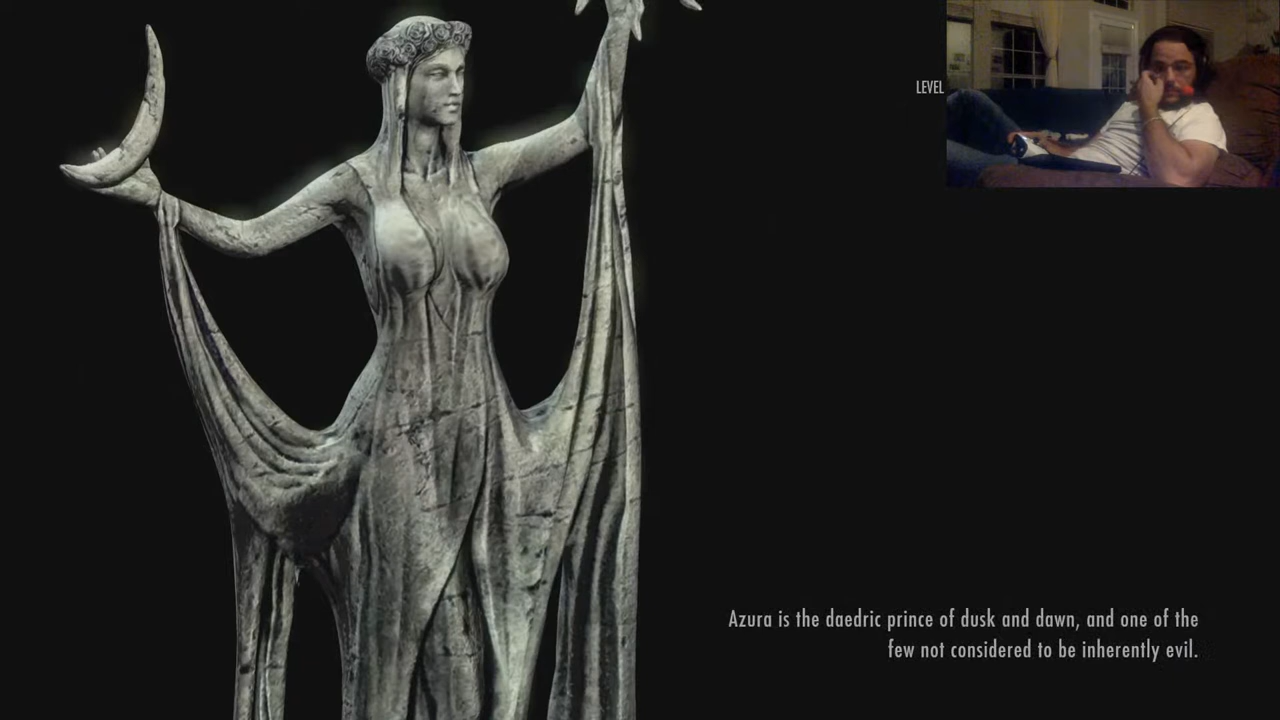 LEVEL
Azura is the daedric prince of dusk and dawn, and one of the
few not considered to be inherently evil.